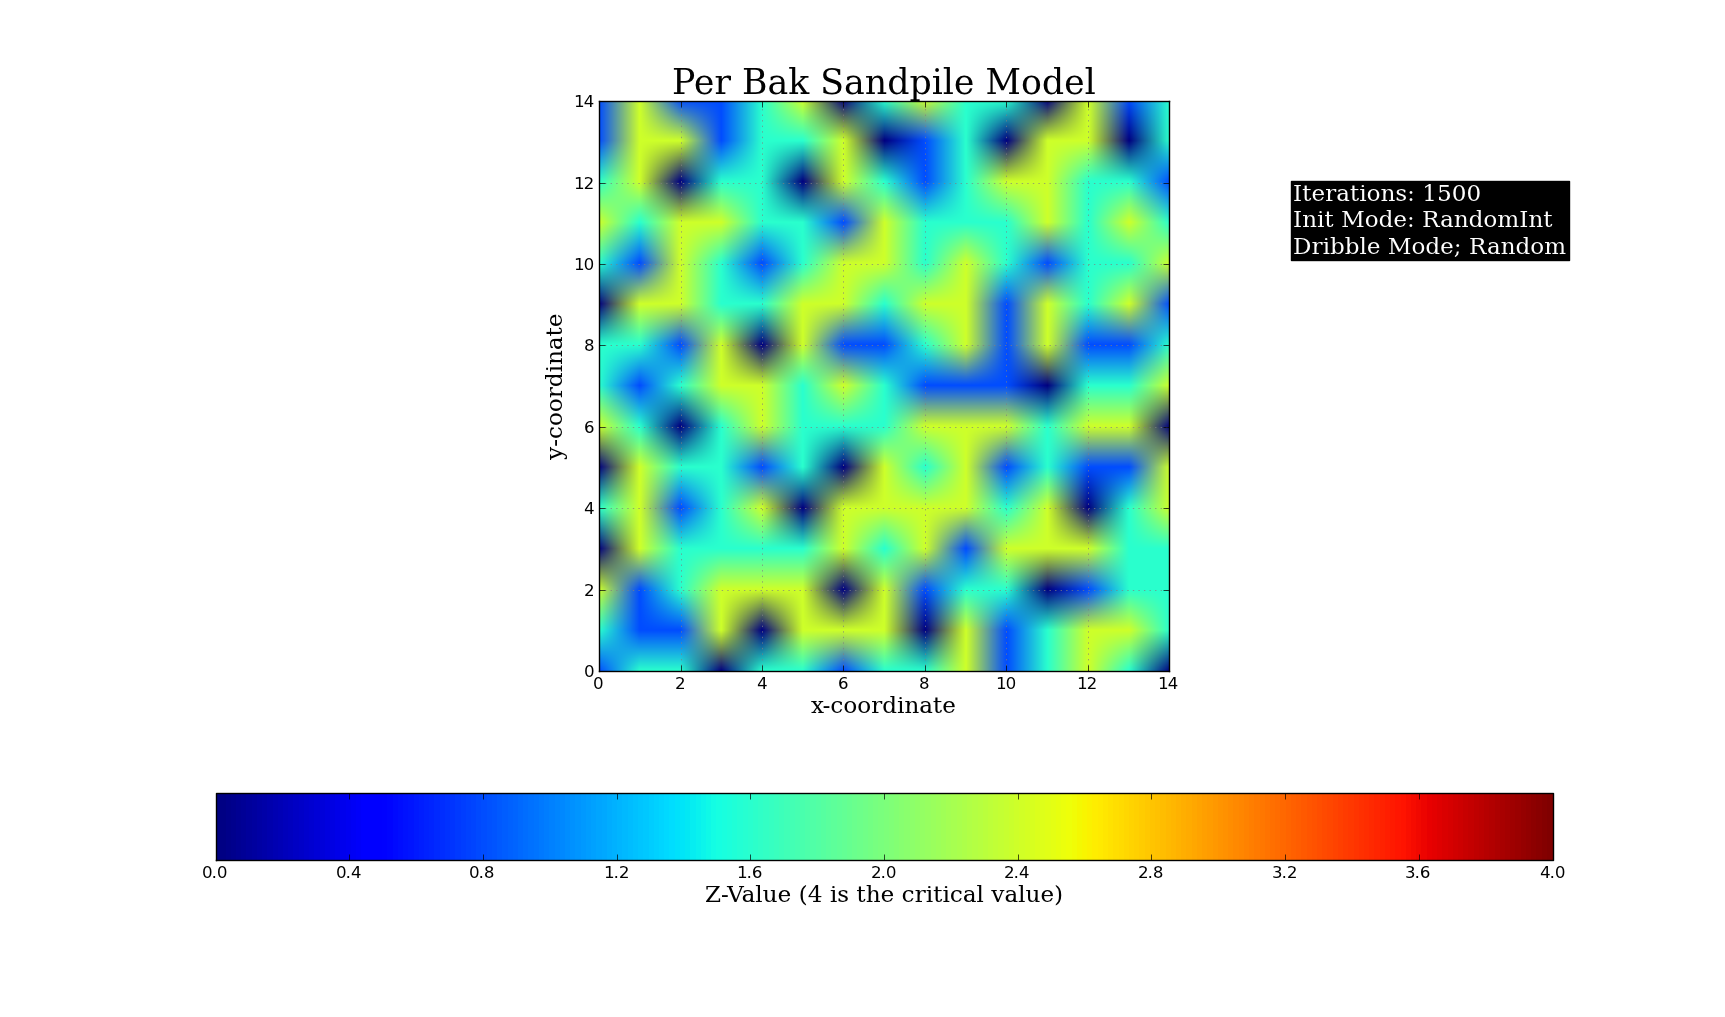 Per Bak Sandpile Model
14
12
10
8
6
4
2
0
y-coordinate
0 2 4 6 8 10 12 14
x-coordinate
Iterations: 1500
Init Mode: RandomInt
Dribble Mode; Random
0.0 0.4 0.8 1.2 1.6 2.0 2.4 2.8 3.2 3.6 4.0
Z-Value (4 is the critical value)